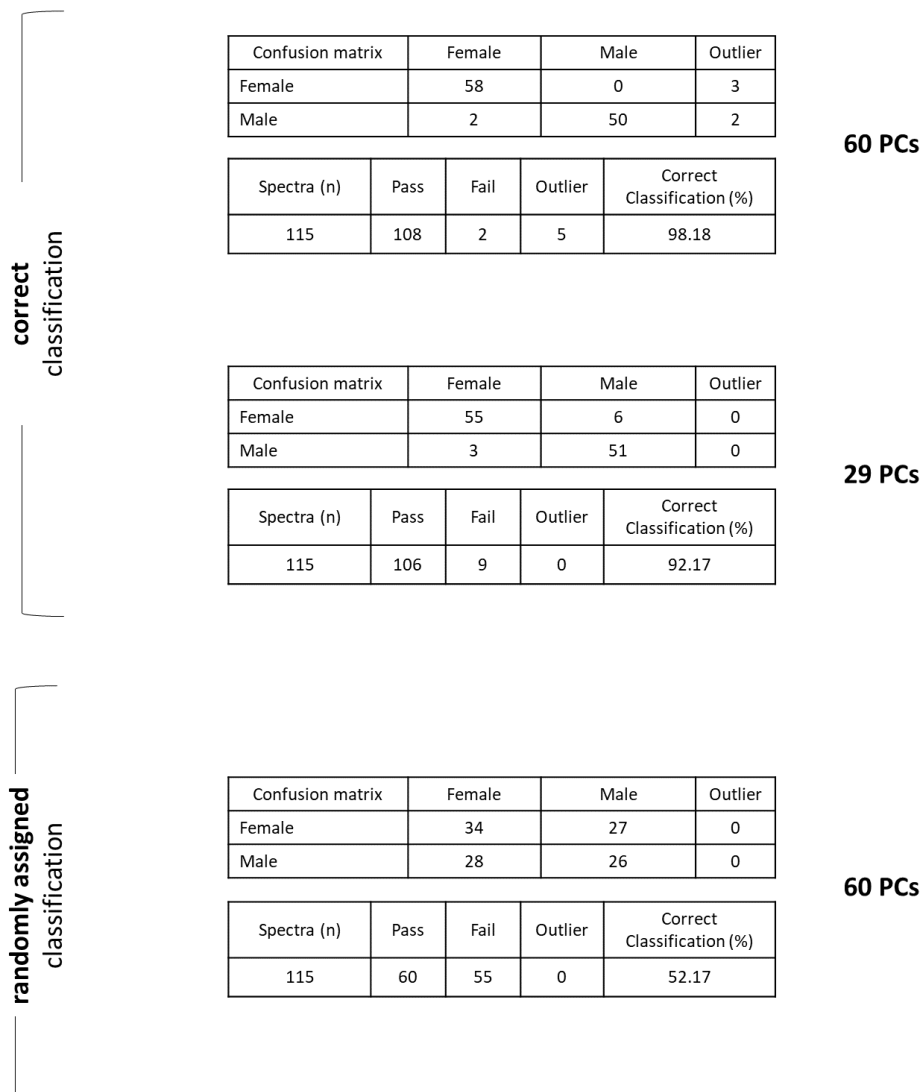 Confusion matrix Female Male Outlier
Female 58 0 3
Male 2 50 2
60 PCs
Spectra (n) Pass Fail Outlier Correct
Classification (%)
115 108 2 5 98.18
correct
classification
Confusion matrix Female Male Outlier
Female 55 6 0
Male 3 51 0
29 PCs
Spectra (n) Pass Fail Outlier Correct
Classification (%)
115 106 9 0 92.17
randomly assigned
classification
Confusion matrix Female Male Outlier
Female 34 27 0
Male 28 26 0
60 PCs
Spectra (n) Pass Fail Outlier Correct
Classification (%)
115 60 55 0 52.17